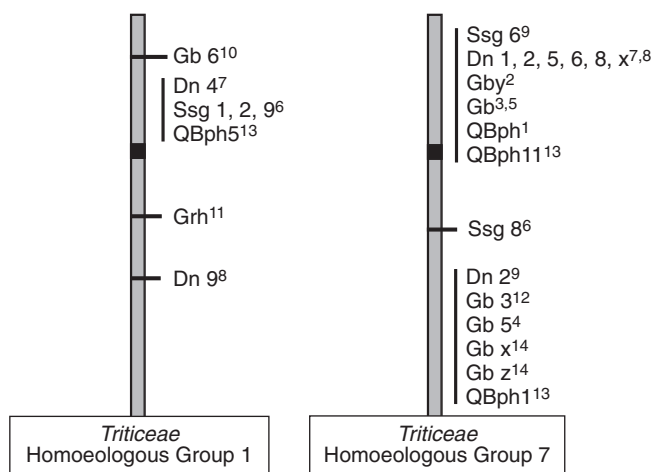 Gb 6¹⁰
Dn 4⁷
Ssg 1, 2, 9⁶
QBph5¹³
Grh¹¹
Dn 9⁸
Triticeae
Homoeologous Group 1
Ssg 6⁹
Dn 1, 2, 5, 6, 8, x⁷,⁸
Gby²
Gb³,⁵
QBph¹
QBph11¹³
Ssg 8⁶
Dn 2⁹
Gb 3¹²
Gb 5⁴
Gb x¹⁴
Gb z¹⁴
QBph1¹³
Triticeae
Homoeologous Group 7